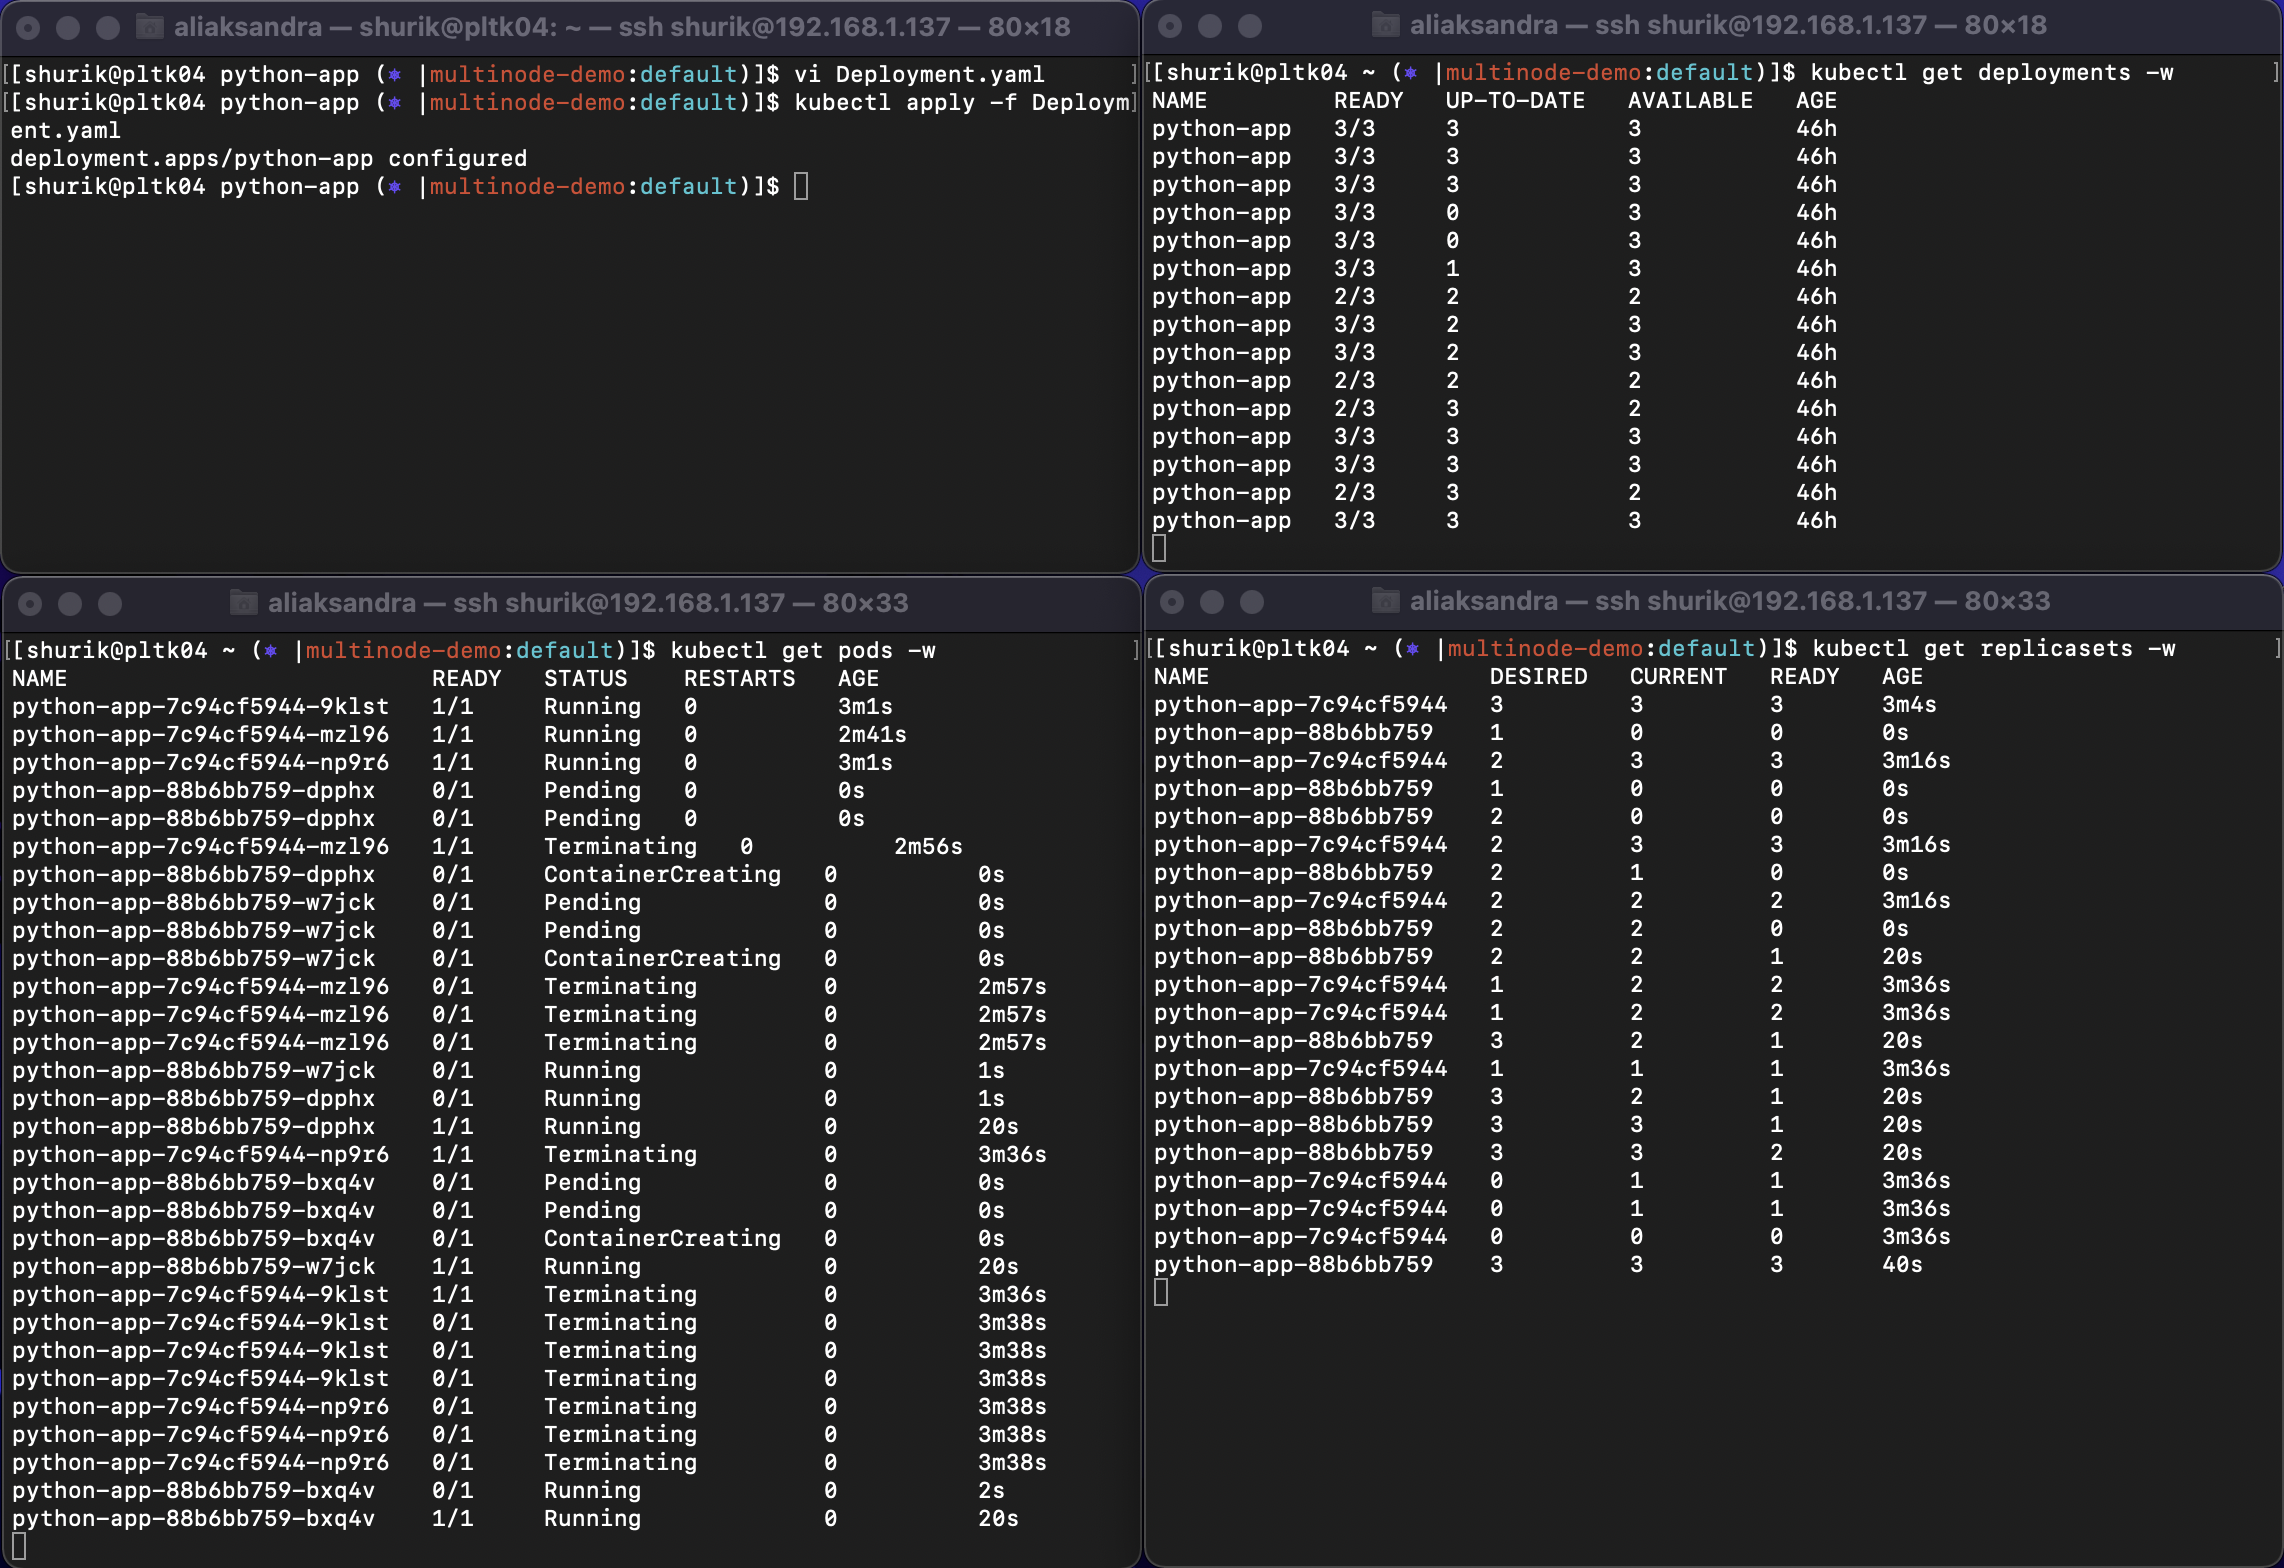 aliaksandra — shurik@pltk04: ~ — ssh shurik@192.168.1.137 — 80×18
[[shurik@pltk04 python-app (⎈ |multinode-demo:default)]$ vi Deployment.yaml ]
[[shurik@pltk04 python-app (⎈ |multinode-demo:default)]$ kubectl apply -f Deploym]
ent.yaml
deployment.apps/python-app configured
[shurik@pltk04 python-app (⎈ |multinode-demo:default)]$
aliaksandra — ssh shurik@192.168.1.137 — 80×18
[[shurik@pltk04 ~ (⎈ |multinode-demo:default)]$ kubectl get deployments -w ]
NAME READY UP-TO-DATE AVAILABLE AGE
python-app 3/3 3 3 46h
python-app 3/3 3 3 46h
python-app 3/3 3 3 46h
python-app 3/3 0 3 46h
python-app 3/3 0 3 46h
python-app 3/3 1 3 46h
python-app 2/3 2 2 46h
python-app 3/3 2 3 46h
python-app 3/3 2 3 46h
python-app 2/3 2 2 46h
python-app 2/3 3 2 46h
python-app 3/3 3 3 46h
python-app 3/3 3 3 46h
python-app 2/3 3 2 46h
python-app 3/3 3 3 46h
aliaksandra — ssh shurik@192.168.1.137 — 80×33
[[shurik@pltk04 ~ (⎈ |multinode-demo:default)]$ kubectl get pods -w ]
NAME READY STATUS RESTARTS AGE
python-app-7c94cf5944-9klst 1/1 Running 0 3m1s
python-app-7c94cf5944-mzl96 1/1 Running 0 2m41s
python-app-7c94cf5944-np9r6 1/1 Running 0 3m1s
python-app-88b6bb759-dpphx 0/1 Pending 0 0s
python-app-88b6bb759-dpphx 0/1 Pending 0 0s
python-app-7c94cf5944-mzl96 1/1 Terminating 0 2m56s
python-app-88b6bb759-dpphx 0/1 ContainerCreating 0 0s
python-app-88b6bb759-w7jck 0/1 Pending 0 0s
python-app-88b6bb759-w7jck 0/1 Pending 0 0s
python-app-88b6bb759-w7jck 0/1 ContainerCreating 0 0s
python-app-7c94cf5944-mzl96 0/1 Terminating 0 2m57s
python-app-7c94cf5944-mzl96 0/1 Terminating 0 2m57s
python-app-7c94cf5944-mzl96 0/1 Terminating 0 2m57s
python-app-88b6bb759-w7jck 0/1 Running 0 1s
python-app-88b6bb759-dpphx 0/1 Running 0 1s
python-app-88b6bb759-dpphx 1/1 Running 0 20s
python-app-7c94cf5944-np9r6 1/1 Terminating 0 3m36s
python-app-88b6bb759-bxq4v 0/1 Pending 0 0s
python-app-88b6bb759-bxq4v 0/1 Pending 0 0s
python-app-88b6bb759-bxq4v 0/1 ContainerCreating 0 0s
python-app-88b6bb759-w7jck 1/1 Running 0 20s
python-app-7c94cf5944-9klst 1/1 Terminating 0 3m36s
python-app-7c94cf5944-9klst 0/1 Terminating 0 3m38s
python-app-7c94cf5944-9klst 0/1 Terminating 0 3m38s
python-app-7c94cf5944-9klst 0/1 Terminating 0 3m38s
python-app-7c94cf5944-np9r6 0/1 Terminating 0 3m38s
python-app-7c94cf5944-np9r6 0/1 Terminating 0 3m38s
python-app-7c94cf5944-np9r6 0/1 Terminating 0 3m38s
python-app-88b6bb759-bxq4v 0/1 Running 0 2s
python-app-88b6bb759-bxq4v 1/1 Running 0 20s
aliaksandra — ssh shurik@192.168.1.137 — 80×33
[[shurik@pltk04 ~ (⎈ |multinode-demo:default)]$ kubectl get replicasets -w ]
NAME DESIRED CURRENT READY AGE
python-app-7c94cf5944 3 3 3 3m4s
python-app-88b6bb759 1 0 0 0s
python-app-7c94cf5944 2 3 3 3m16s
python-app-88b6bb759 1 0 0 0s
python-app-88b6bb759 2 0 0 0s
python-app-7c94cf5944 2 3 3 3m16s
python-app-88b6bb759 2 1 0 0s
python-app-7c94cf5944 2 2 2 3m16s
python-app-88b6bb759 2 2 0 0s
python-app-88b6bb759 2 2 1 20s
python-app-7c94cf5944 1 2 2 3m36s
python-app-7c94cf5944 1 2 2 3m36s
python-app-88b6bb759 3 2 1 20s
python-app-7c94cf5944 1 1 1 3m36s
python-app-88b6bb759 3 2 1 20s
python-app-88b6bb759 3 3 1 20s
python-app-88b6bb759 3 3 2 20s
python-app-7c94cf5944 0 1 1 3m36s
python-app-7c94cf5944 0 1 1 3m36s
python-app-7c94cf5944 0 0 0 3m36s
python-app-88b6bb759 3 3 3 40s